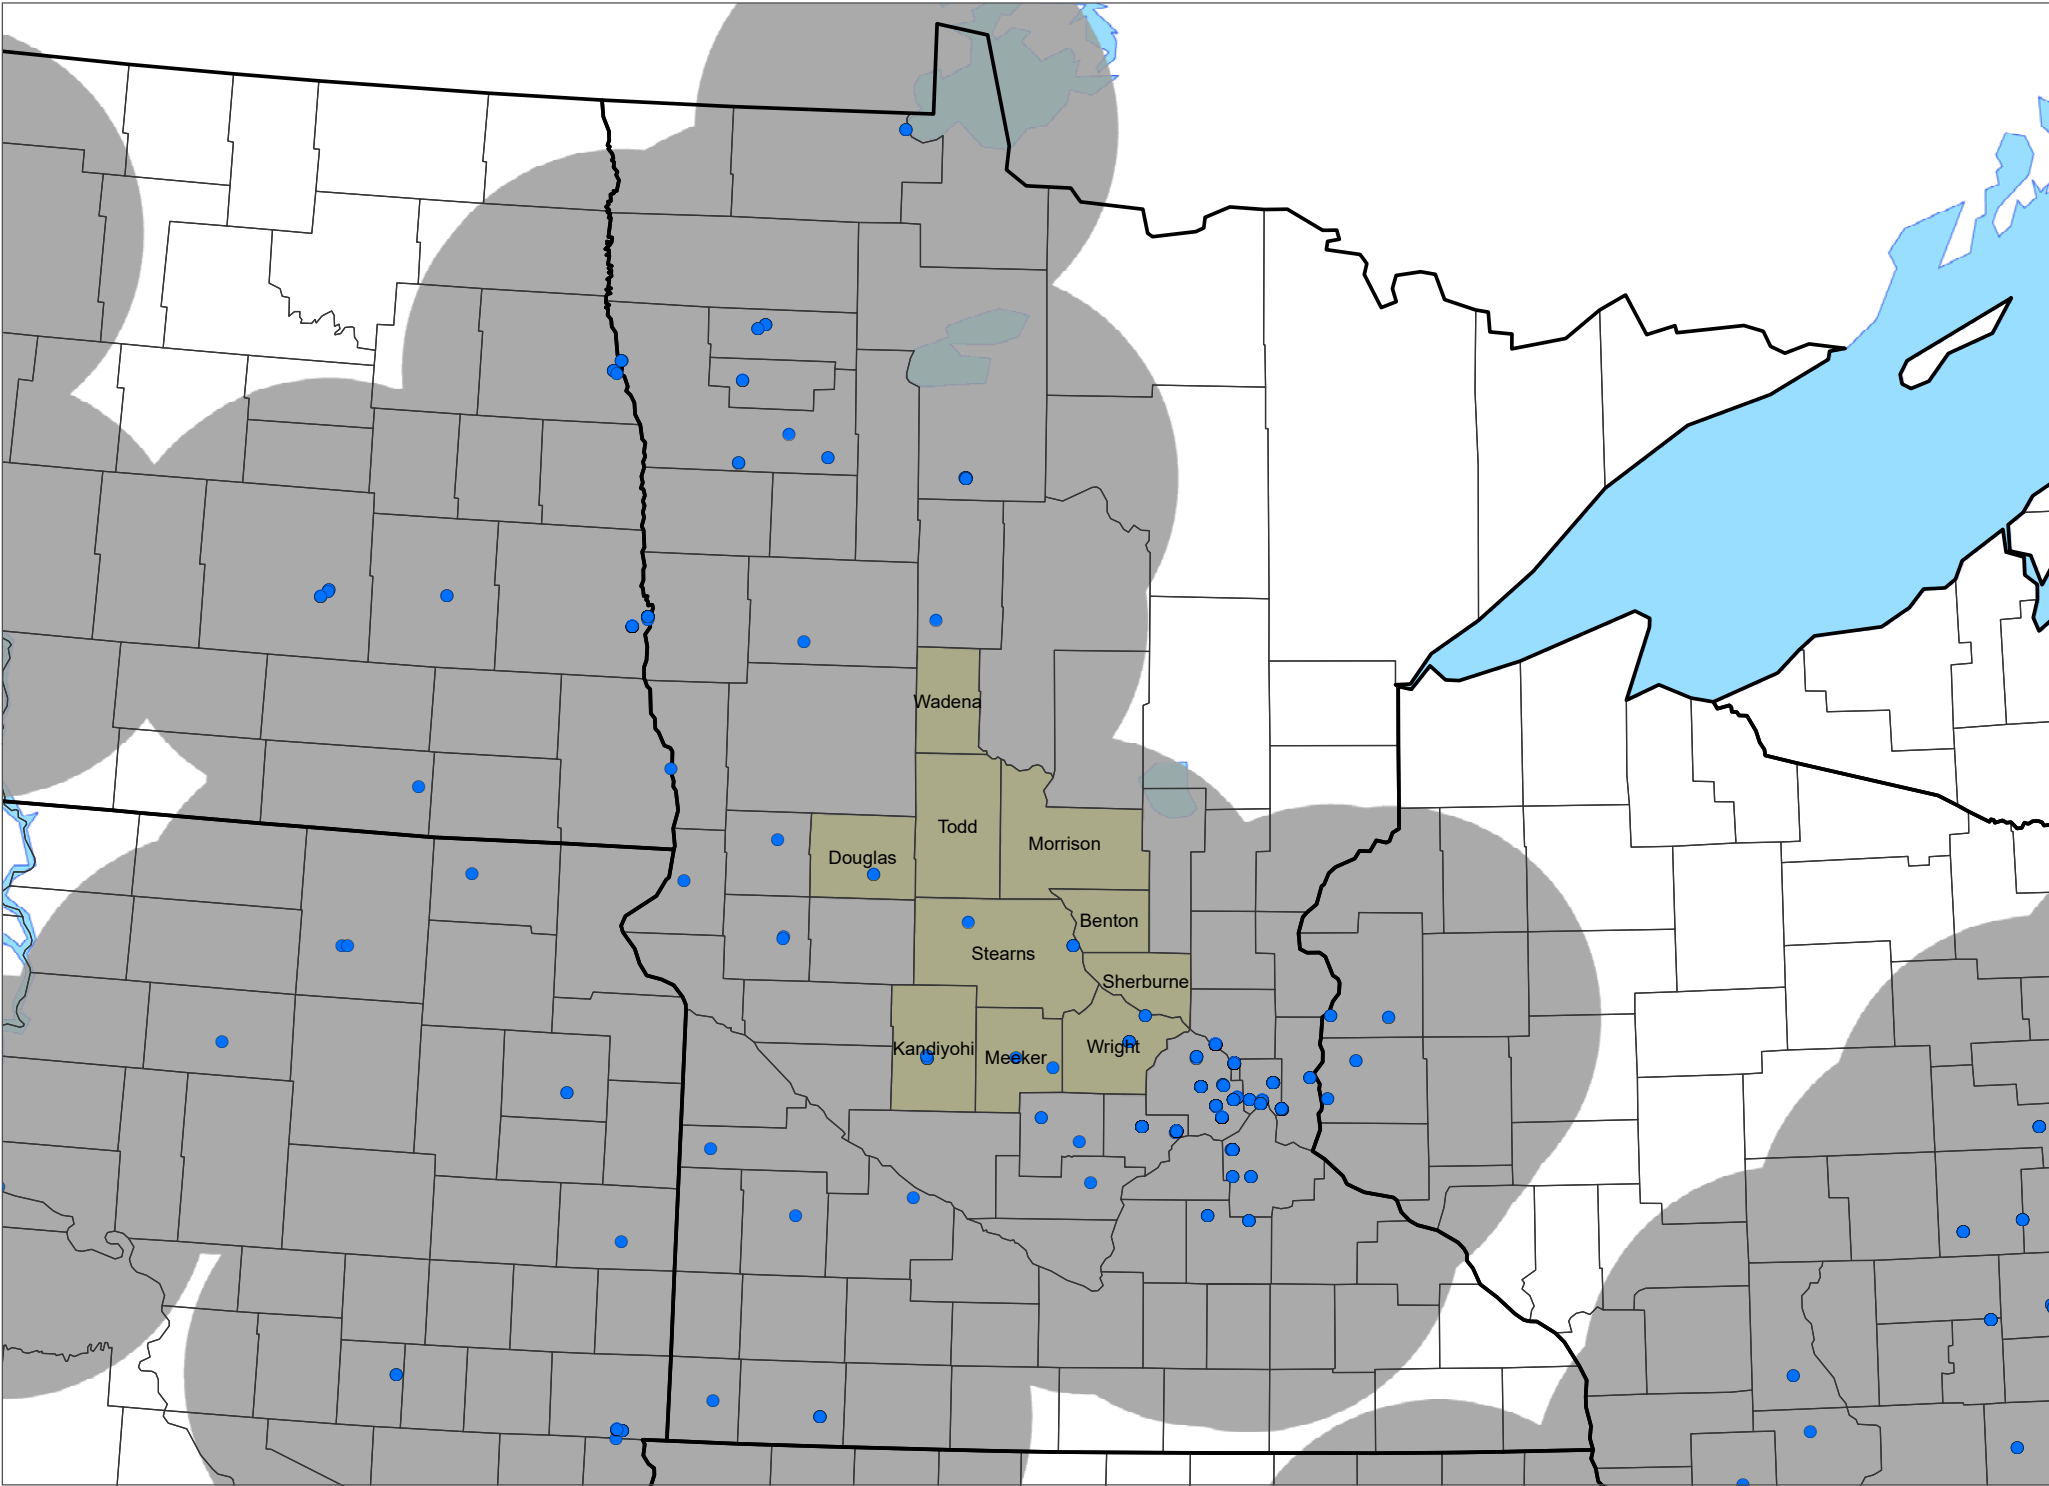 Wadena
Todd
Morrison
Douglas
Benton
Stearns
Sherburne
Kandiyohi
Meeker
Wright